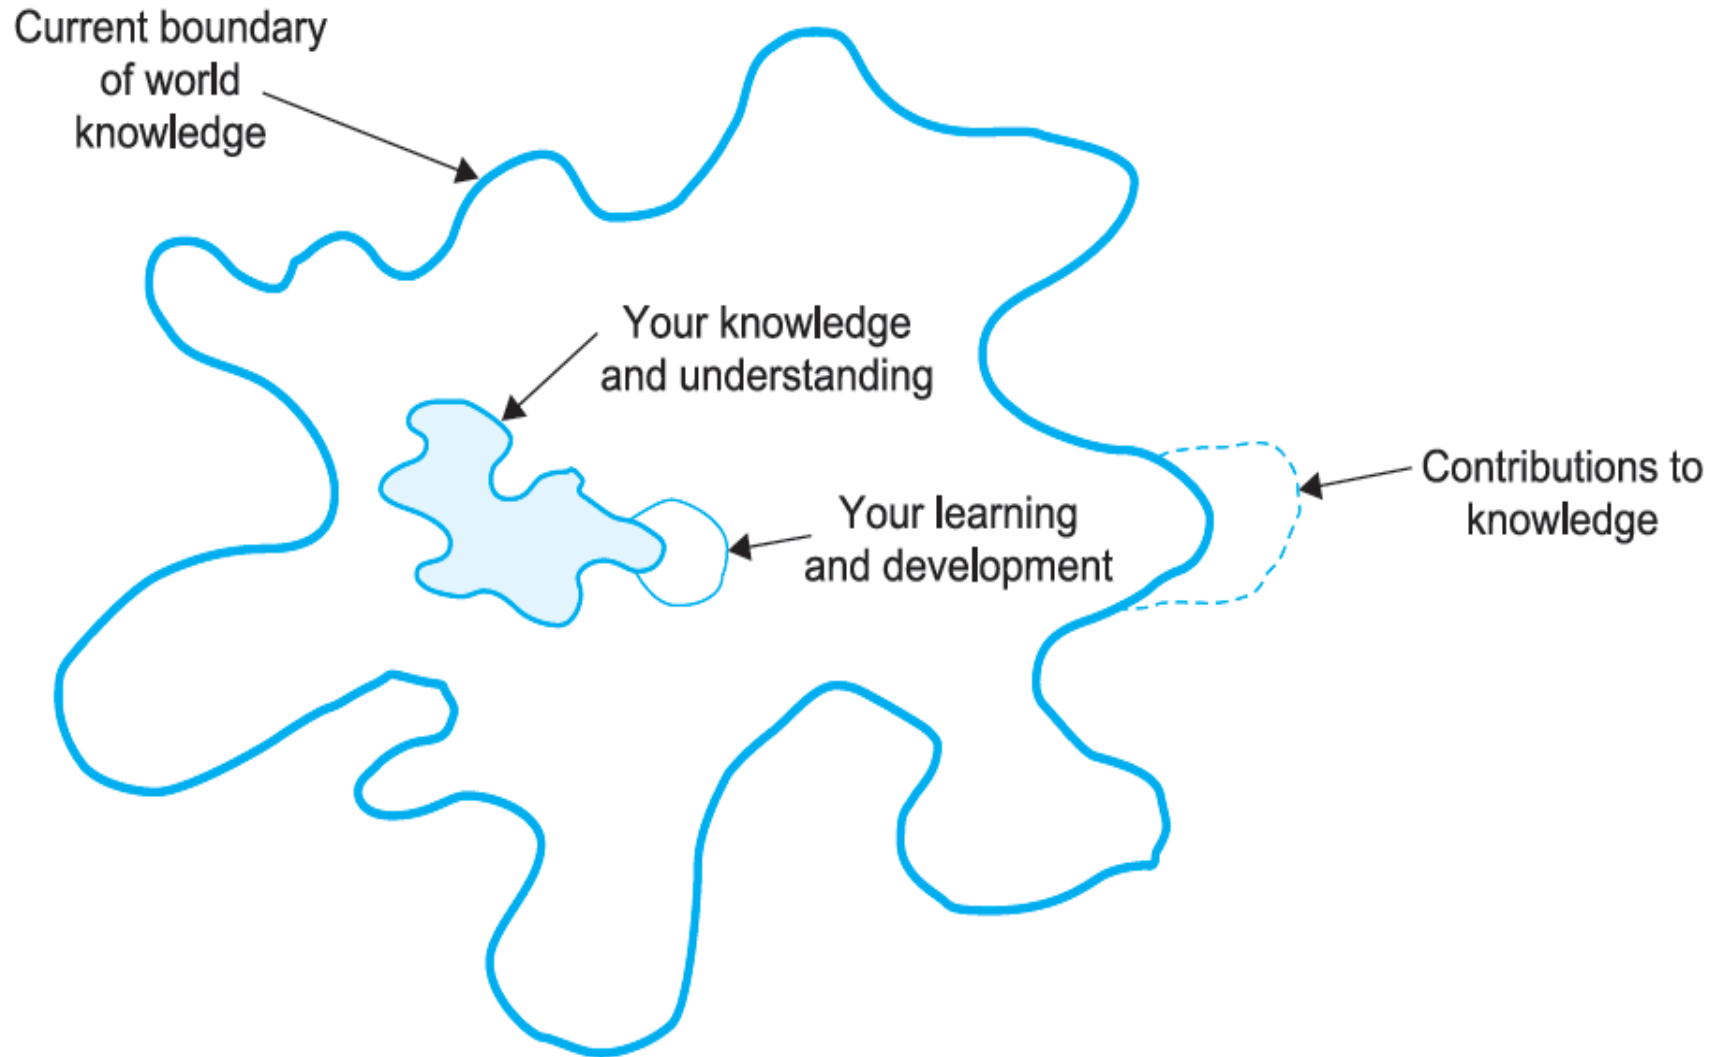 Current boundary
of world
knowledge
Your knowledge
and understanding
Your learning
and development
Contributions to
knowledge